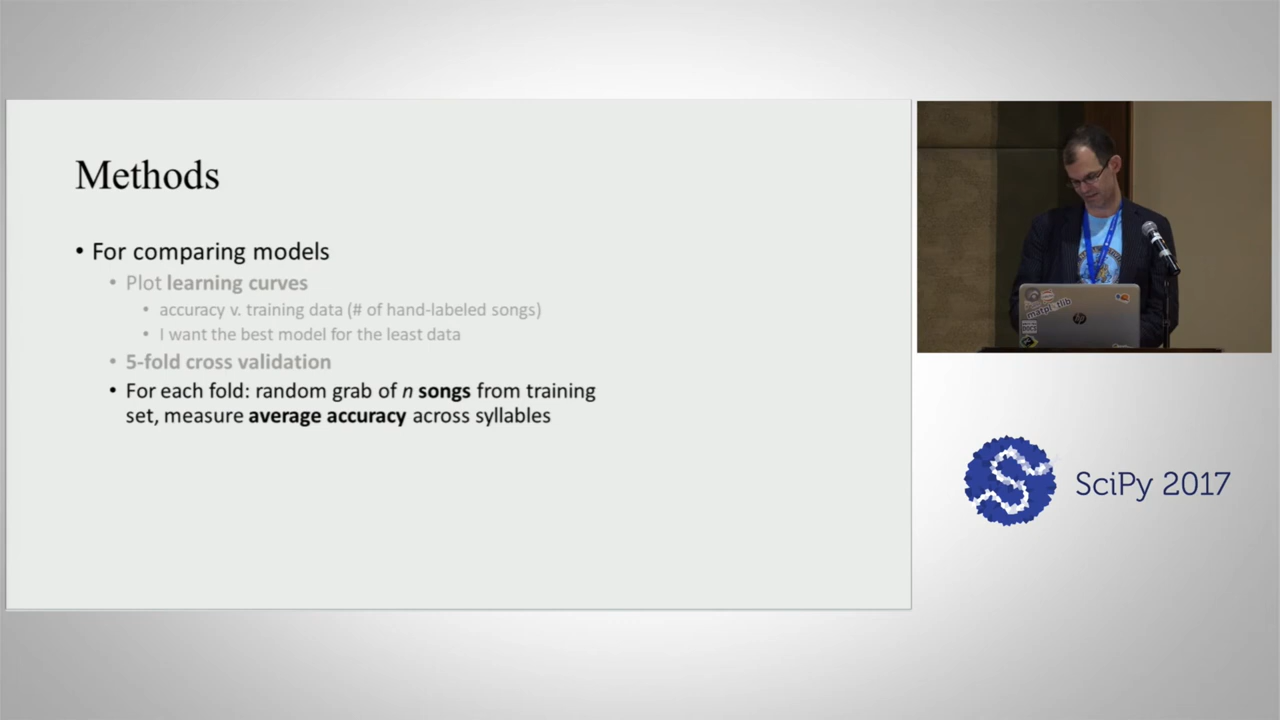 Methods
• For comparing models
• Plot learning curves
• accuracy v. training data (# of hand-labeled songs)
• I want the best model for the least data
• 5-fold cross validation
• For each fold: random grab of n songs from training
set, measure average accuracy across syllables
matplotlib
hp
SciPy 2017